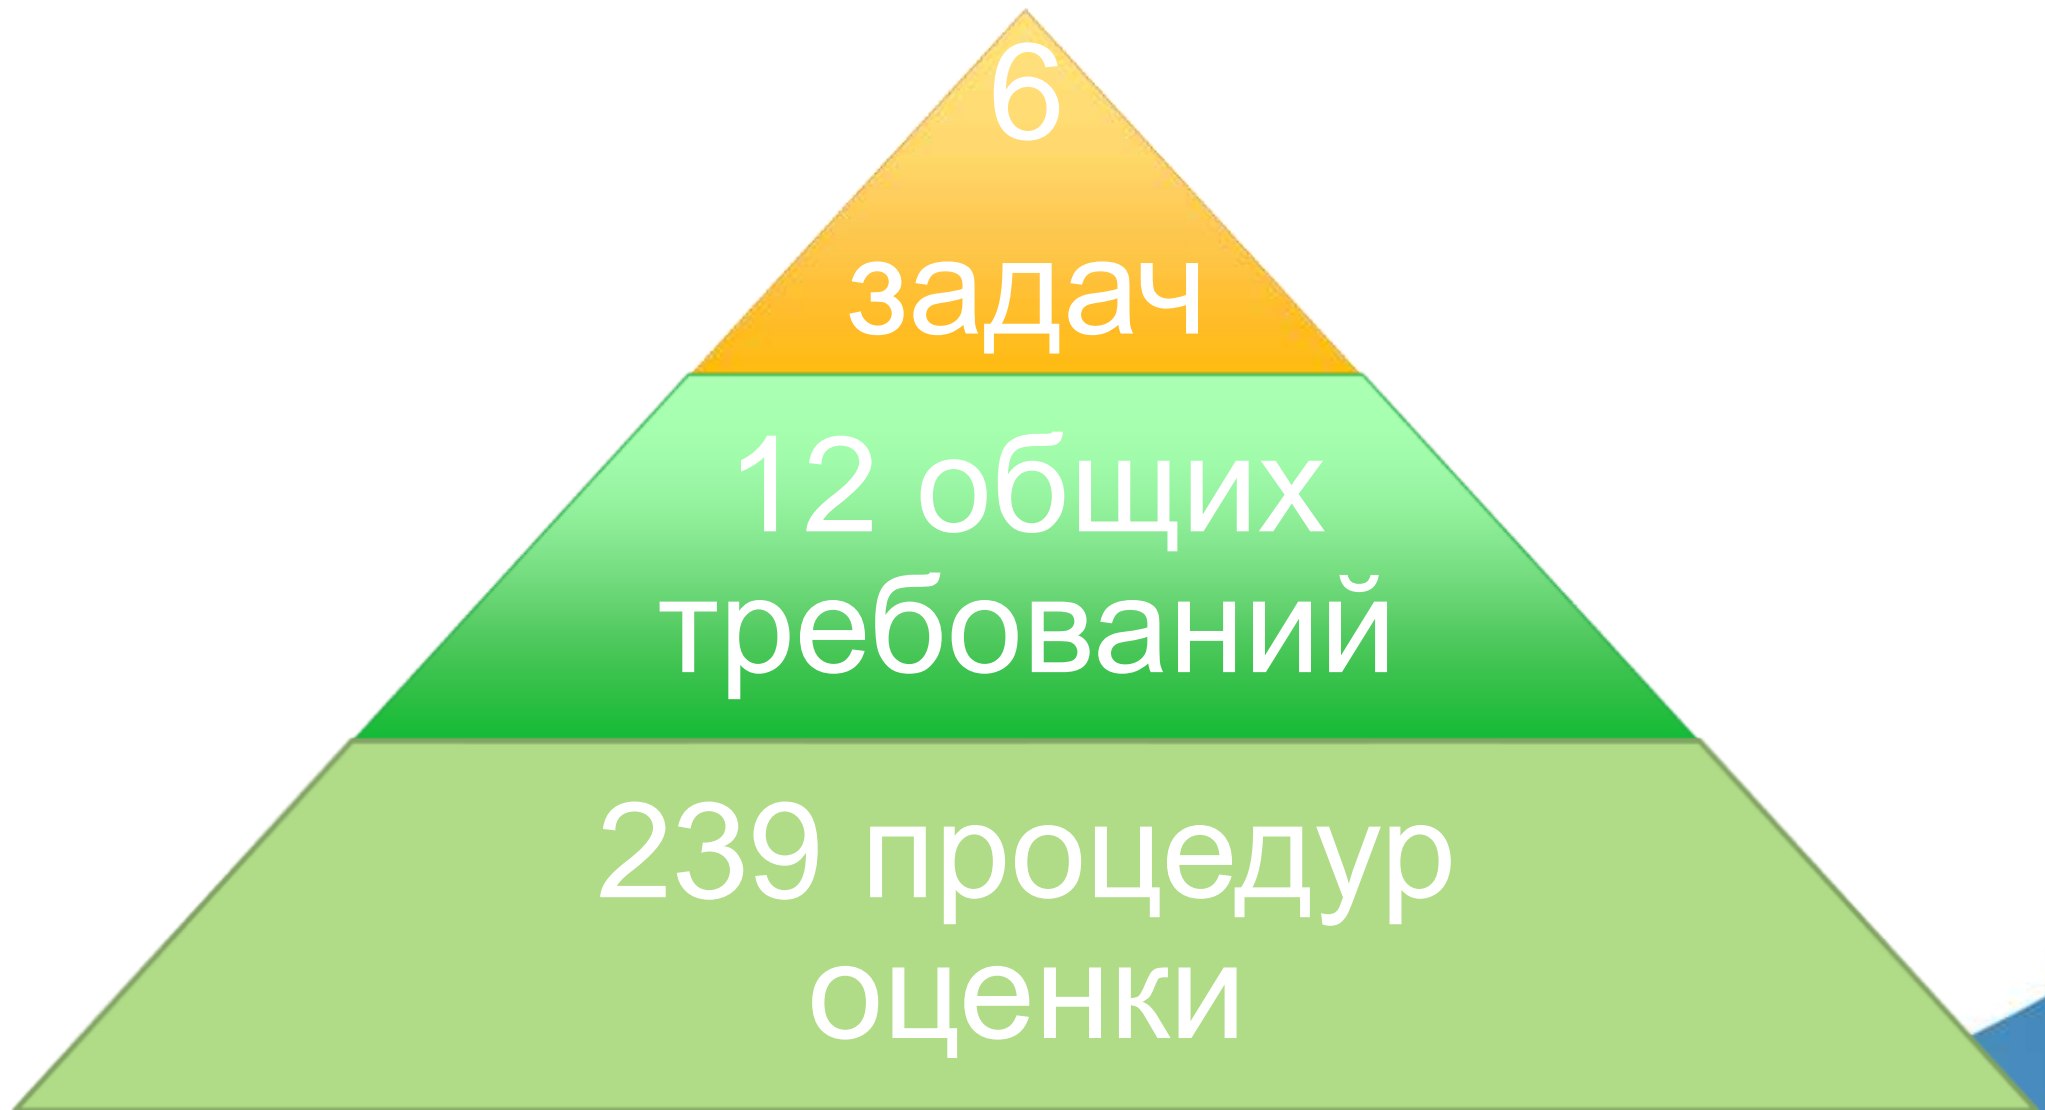 6
задач
12 общих
требований
239 процедур
оценки